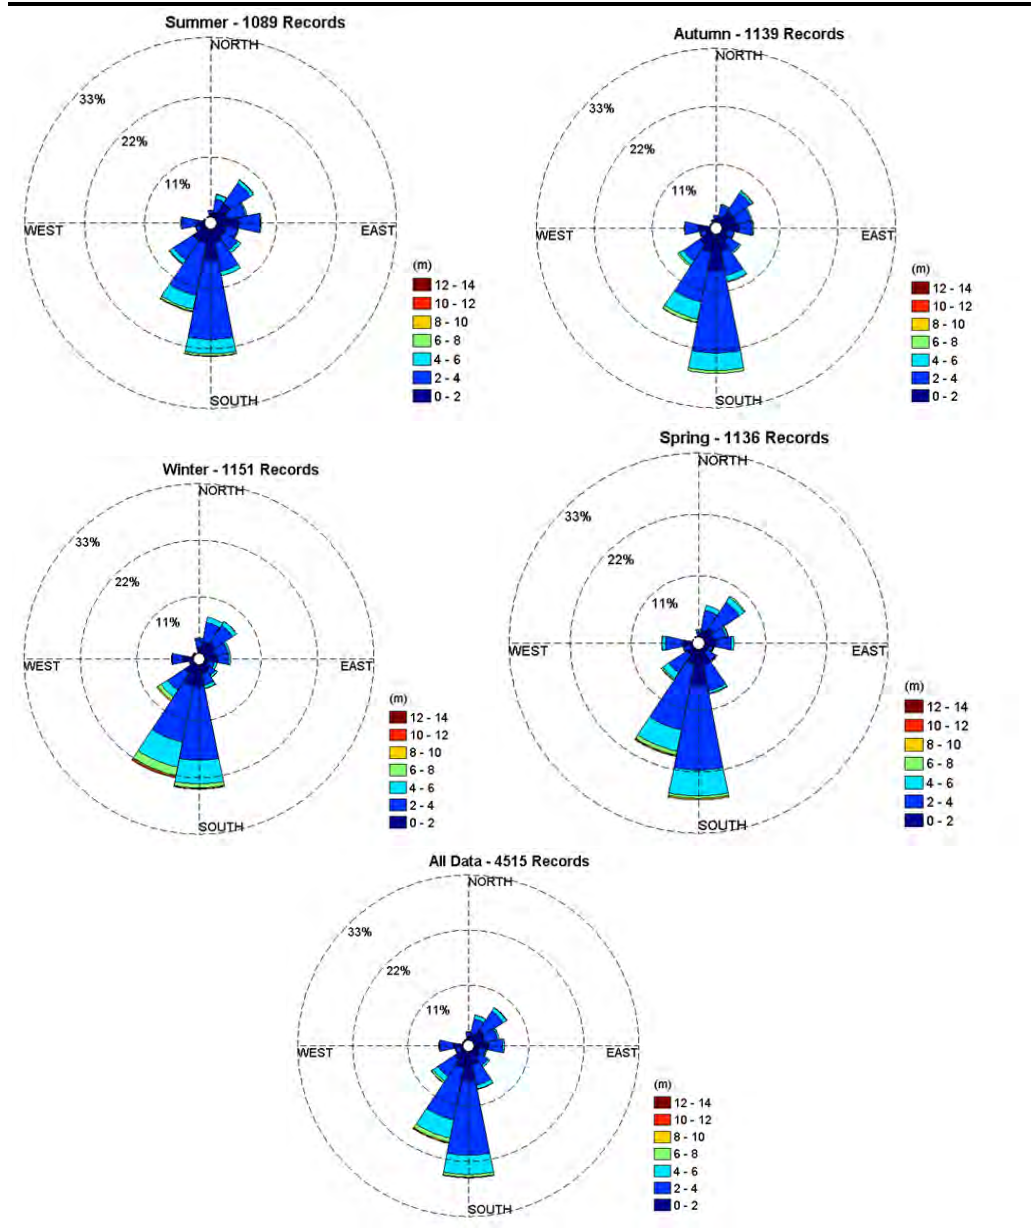 Summer - 1089 Records
NORTH
33%
22%
11%
WEST
EAST
SOUTH
(m)
12 - 14
10 - 12
8 - 10
6 - 8
4 - 6
2 - 4
0 - 2
Autumn - 1139 Records
NORTH
33%
22%
11%
WEST
EAST
SOUTH
(m)
12 - 14
10 - 12
8 - 10
6 - 8
4 - 6
2 - 4
0 - 2
Winter - 1151 Records
NORTH
33%
22%
11%
WEST
EAST
SOUTH
(m)
12 - 14
10 - 12
8 - 10
6 - 8
4 - 6
2 - 4
0 - 2
Spring - 1136 Records
NORTH
33%
22%
11%
WEST
EAST
SOUTH
(m)
12 - 14
10 - 12
8 - 10
6 - 8
4 - 6
2 - 4
0 - 2
All Data - 4515 Records
NORTH
33%
22%
11%
WEST
EAST
SOUTH
(m)
12 - 14
10 - 12
8 - 10
6 - 8
4 - 6
2 - 4
0 - 2